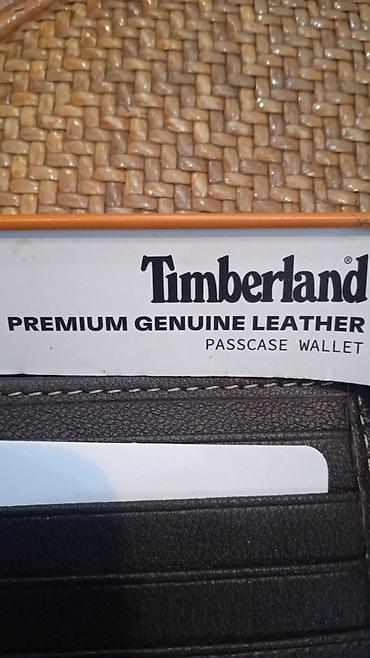 Timberland®
PREMIUM GENUINE LEATHER
PASSCASE WALLET